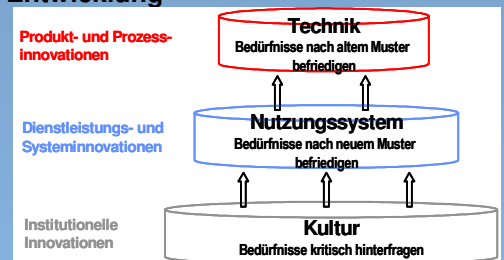 Entwicklung
Technik
Produkt- und Prozess-
innovationen
Bedürfnisse nach altem Muster
befriedigen
Dienstleistungs- und
Systeminnovationen
Nutzungssystem
Bedürfnisse nach neuem Muster
befriedigen
Institutionelle
Innovationen
Kultur
Bedürfnisse kritisch hinterfragen